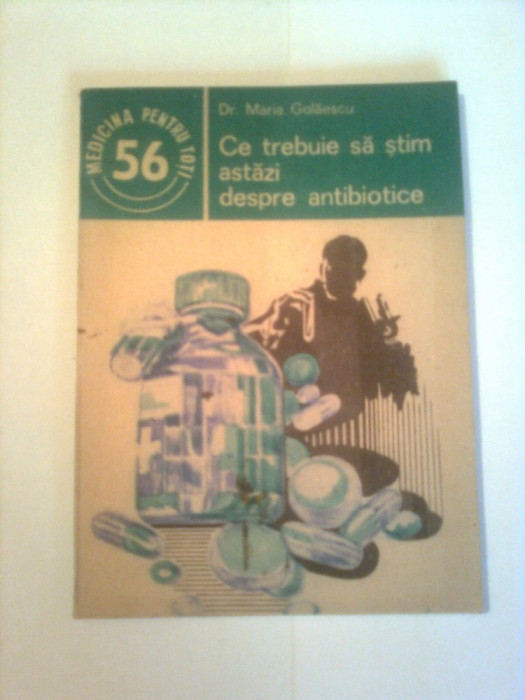 MEDICINA PENTRU TOȚI
56
Dr. Maria Golăescu
Ce trebuie să știm
astăzi
despre antibiotice